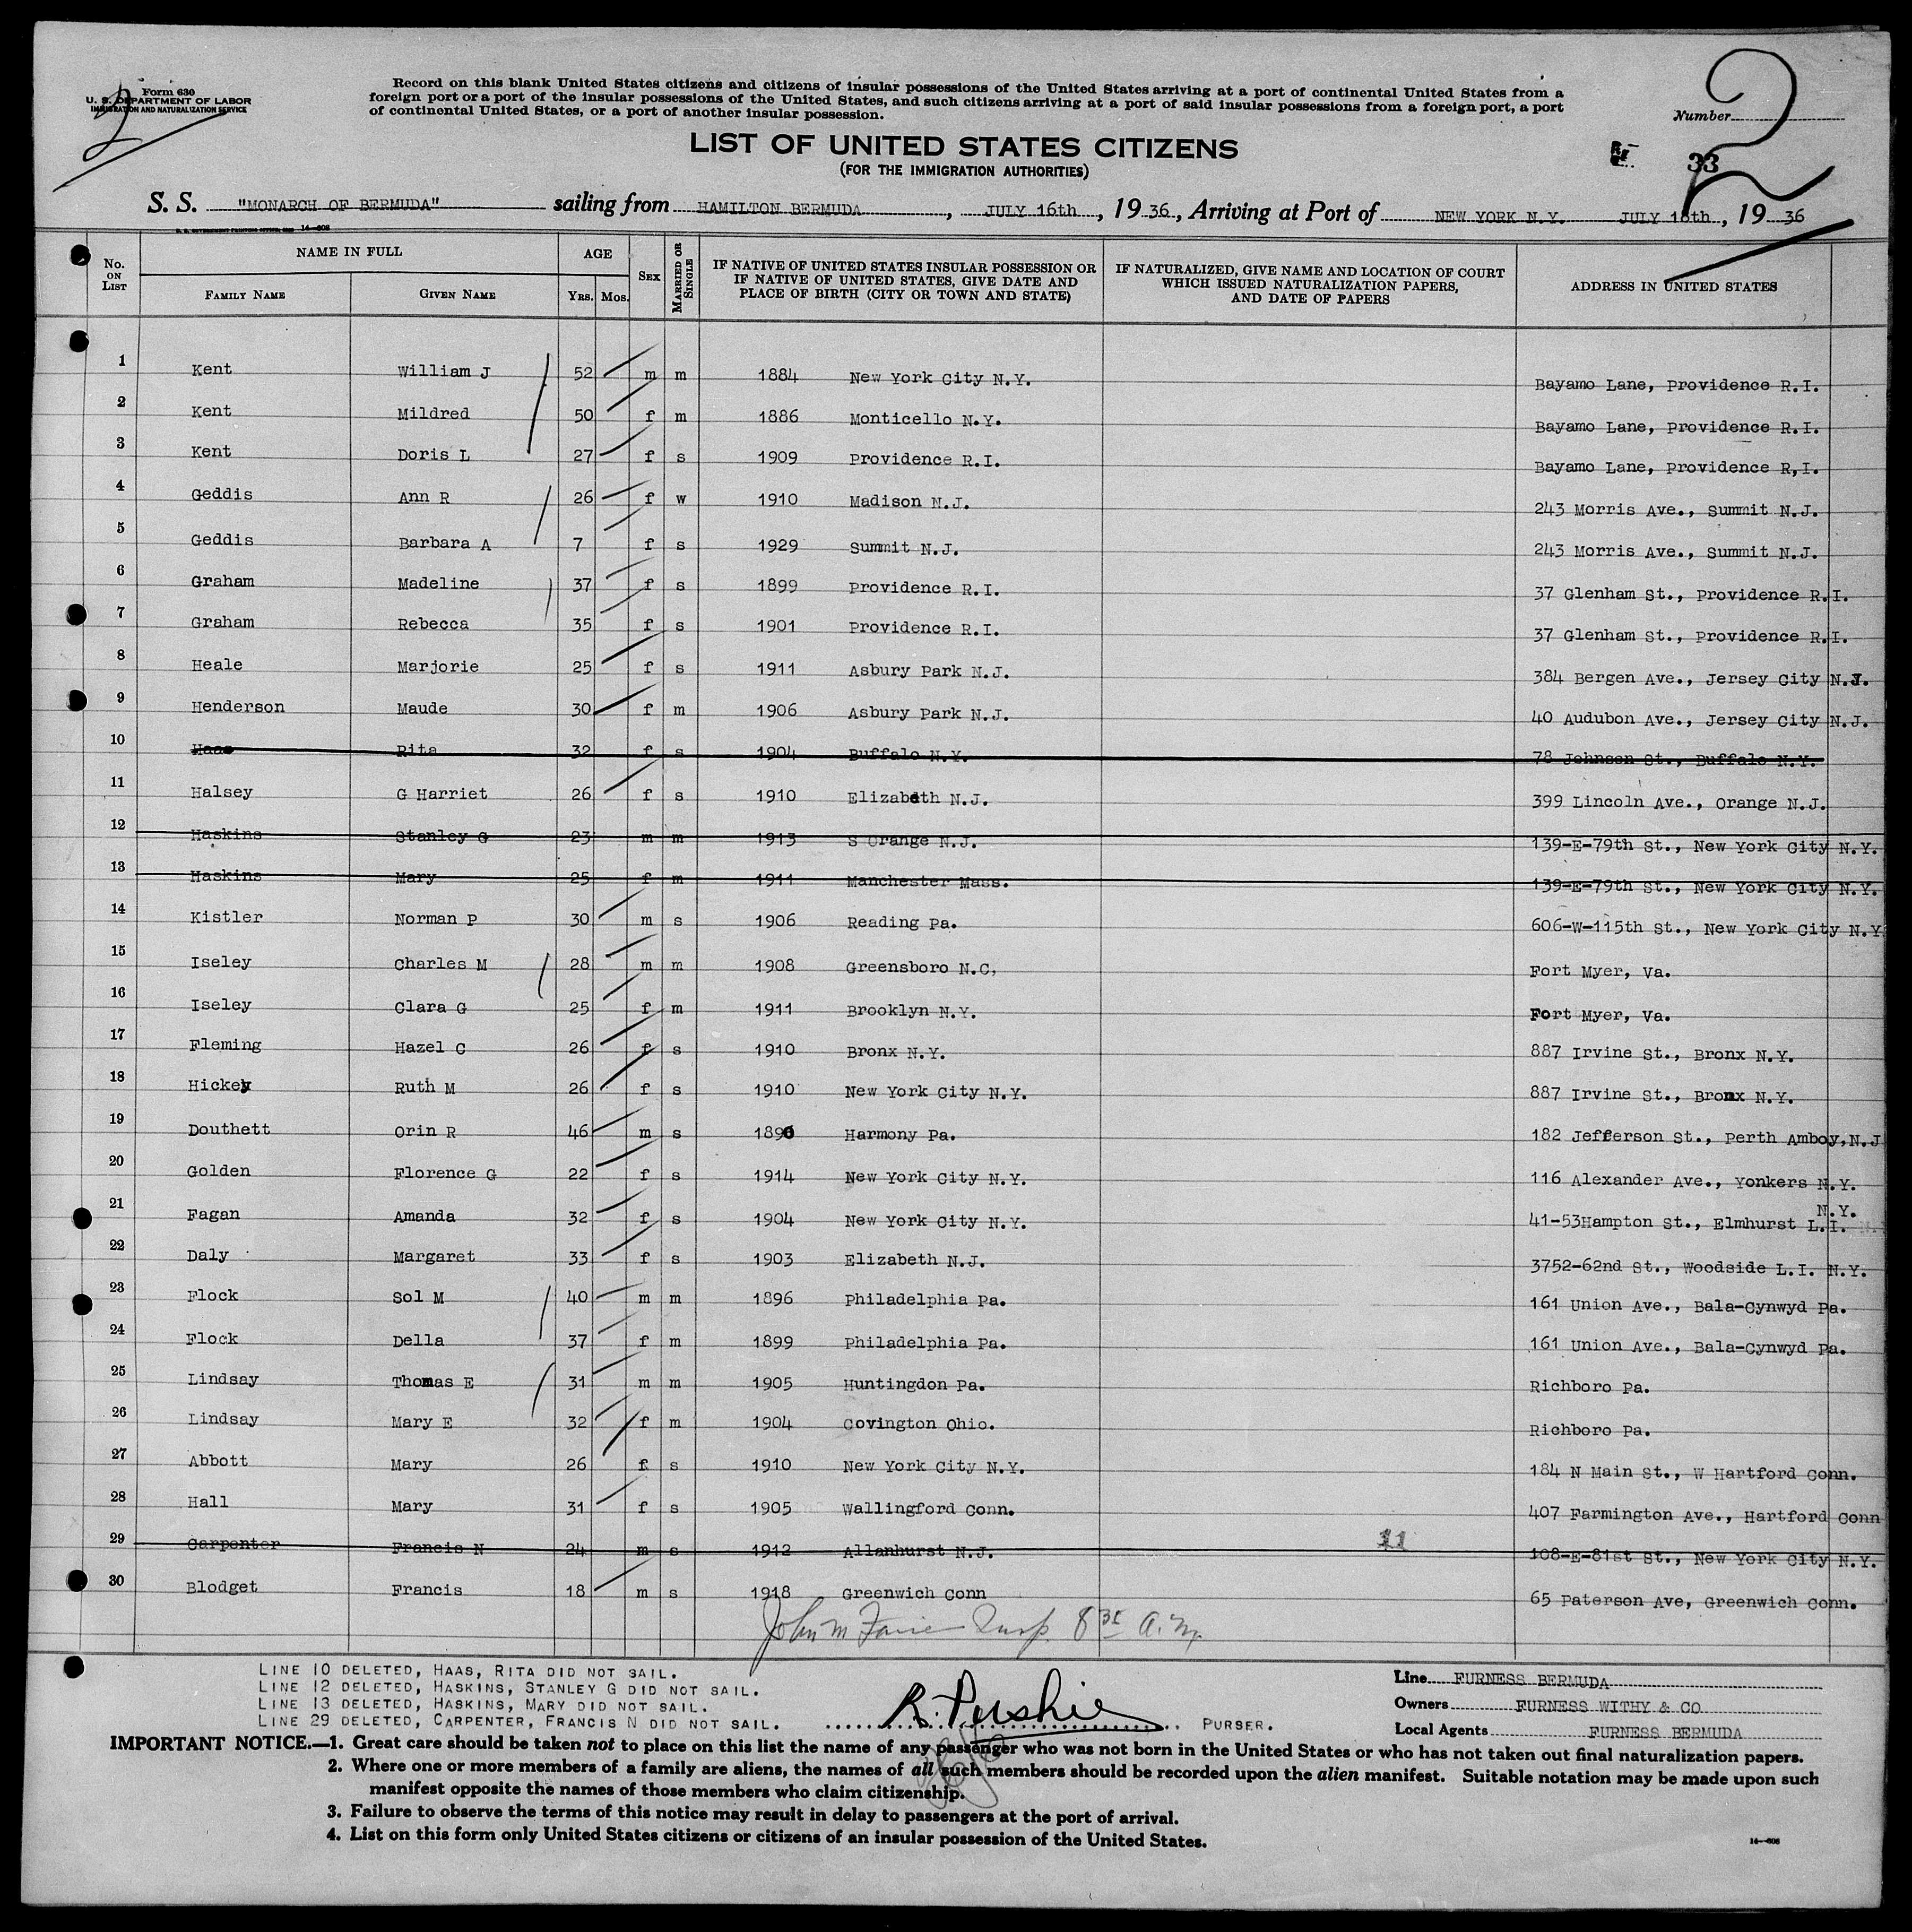 Form 630
U. S. DEPARTMENT OF LABOR
IMMIGRATION AND NATURALIZATION SERVICE
2
Record on this blank United States citizens and citizens of insular possessions of the United States arriving at a port of continental United States from a
foreign port or a port of the insular possessions of the United States, and such citizens arriving at a port of said insular possessions from a foreign port, a port
of continental United States, or a port of another insular possession.
Number
2
LIST OF UNITED STATES CITIZENS
(FOR THE IMMIGRATION AUTHORITIES)
33
S. S. "MONARCH OF BERMUDA" sailing from HAMILTON BERMUDA, JULY 16th, 1936, Arriving at Port of NEW YORK N.Y. JULY 18th, 1936
No. ON LIST NAME IN FULL FAMILY NAME GIVEN NAME AGE YRS. MOS. SEX MARRIED OR SINGLE IF NATIVE OF UNITED STATES INSULAR POSSESSION OR IF NATIVE OF UNITED STATES, GIVE DATE AND PLACE OF BIRTH (CITY OR TOWN AND STATE) IF NATURALIZED, GIVE NAME AND LOCATION OF COURT WHICH ISSUED NATURALIZATION PAPERS, AND DATE OF PAPERS ADDRESS IN UNITED STATES
1 Kent William J 52 m m 1884 New York City N.Y. Bayamo Lane, Providence R.I.
2 Kent Mildred 50 f m 1886 Monticello N.Y. Bayamo Lane, Providence R.I.
3 Kent Doris L 27 f s 1909 Providence R.I. Bayamo Lane, Providence R,I.
4 Geddis Ann R 26 f w 1910 Madison N.J. 243 Morris Ave., Summit N.J.
5 Geddis Barbara A 7 f s 1929 Summit N.J. 243 Morris Ave., Summit N.J.
6 Graham Madeline 37 f s 1899 Providence R.I. 37 Glenham St., Providence R.I.
7 Graham Rebecca 35 f s 1901 Providence R.I. 37 Glenham St., Providence R.I.
8 Heale Marjorie 25 f s 1911 Asbury Park N.J. 384 Bergen Ave., Jersey City N.J.
9 Henderson Maude 30 f m 1906 Asbury Park N.J. 40 Audubon Ave., Jersey City N.J.
10 Haas Rita 32 f s 1904 Buffalo N.Y. 78 Johnson St., Buffalo N.Y.
11 Halsey G Harriet 26 f s 1910 Elizabeth N.J. 399 Lincoln Ave., Orange N.J.
12 Haskins Stanley G 23 m m 1913 S Orange N.J. 139-E-79th St., New York City N.Y.
13 Haskins Mary 25 f m 1911 Manchester Mass. 139-E-79th St., New York City N.Y.
14 Kistler Norman P 30 m s 1906 Reading Pa. 606-W-115th St., New York City N.Y.
15 Iseley Charles M 28 m m 1908 Greensboro N.C, Fort Myer, Va.
16 Iseley Clara G 25 f m 1911 Brooklyn N.Y. Fort Myer, Va.
17 Fleming Hazel C 26 f s 1910 Bronx N.Y. 887 Irvine St., Bronx N.Y.
18 Hickey Ruth M 26 f s 1910 New York City N.Y. 887 Irvine St., Bronx N.Y.
19 Douthett Orin R 46 m s 1890 Harmony Pa. 182 Jefferson St., Perth Amboy, N.J
20 Golden Florence G 22 f s 1914 New York City N.Y. 116 Alexander Ave., Yonkers N.Y.
21 Fagan Amanda 32 f s 1904 New York City N.Y. 41-53Hampton St., Elmhurst L.I. N.Y.
22 Daly Margaret 33 f s 1903 Elizabeth N.J. 3752-62nd St., Woodside L.I. N.Y.
23 Flock Sol M 40 m m 1896 Philadelphia Pa. 161 Union Ave., Bala-Cynwyd Pa.
24 Flock Della 37 f m 1899 Philadelphia Pa. 161 Union Ave., Bala-Cynwyd Pa.
25 Lindsay Thomas E 31 m m 1905 Huntingdon Pa. Richboro Pa.
26 Lindsay Mary E 32 f m 1904 Covington Ohio. Richboro Pa.
27 Abbott Mary 26 f s 1910 New York City N.Y. 184 N Main St., W Hartford Conn.
28 Hall Mary 31 f s 1905 Wallingford Conn. 407 Farmington Ave., Hartford Conn
29 Carpenter Francis N 24 m s 1912 Allanhurst N.J. 11 108-E-81st St., New York City N.Y.
30 Blodget Francis 18 m s 1918 Greenwich Conn 65 Paterson Ave, Greenwich Conn.
John M Insp. 8 35 A.M.
LINE 10 DELETED, HAAS, RITA DID NOT SAIL.
LINE 12 DELETED, HASKINS, STANLEY G DID NOT SAIL.
LINE 13 DELETED, HASKINS, MARY DID NOT SAIL.
LINE 29 DELETED, CARPENTER, FRANCIS N DID NOT SAIL.
R. Purshie PURSER.
Line FURNESS BERMUDA
Owners FURNESS WITHY & CO
Local Agents FURNESS BERMUDA
IMPORTANT NOTICE.—1. Great care should be taken not to place on this list the name of any passenger who was not born in the United States or who has not taken out final naturalization papers.
2. Where one or more members of a family are aliens, the names of all such members should be recorded upon the alien manifest. Suitable notation may be made upon such
manifest opposite the names of those members who claim citizenship.
3. Failure to observe the terms of this notice may result in delay to passengers at the port of arrival.
4. List on this form only United States citizens or citizens of an insular possession of the United States.
14—608